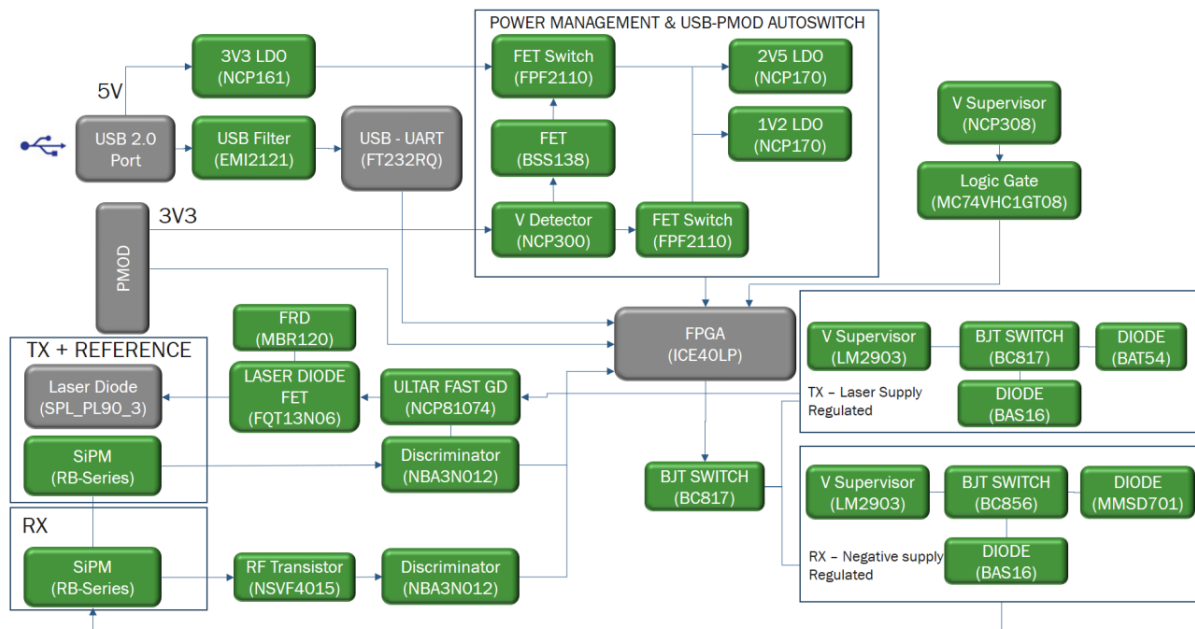 POWER MANAGEMENT & USB-PMOD AUTOSWITCH
3V3 LDO
(NCP161)
FET Switch
(FPF2110)
2V5 LDO
(NCP170)
5V
USB 2.0
Port
USB Filter
(EMI2121)
USB - UART
(FT232RQ)
FET
(BSS138)
1V2 LDO
(NCP170)
V Supervisor
(NCP308)
Logic Gate
(MC74VHC1GT08)
3V3
PMOD
V Detector
(NCP300)
FET Switch
(FPF2110)
FPGA
(ICE40LP)
FRD
(MBR120)
TX + REFERENCE
Laser Diode
(SPL_PL90_3)
LASER DIODE
FET
(FQT13N06)
ULTAR FAST GD
(NCP81074)
SiPM
(RB-Series)
Discriminator
(NBA3N012)
V Supervisor
(LM2903)
BJT SWITCH
(BC817)
DIODE
(BAT54)
TX – Laser Supply
Regulated
DIODE
(BAS16)
BJT SWITCH
(BC817)
RX
SiPM
(RB-Series)
RF Transistor
(NSVF4015)
Discriminator
(NBA3N012)
V Supervisor
(LM2903)
BJT SWITCH
(BC856)
DIODE
(MMSD701)
RX – Negative supply
Regulated
DIODE
(BAS16)